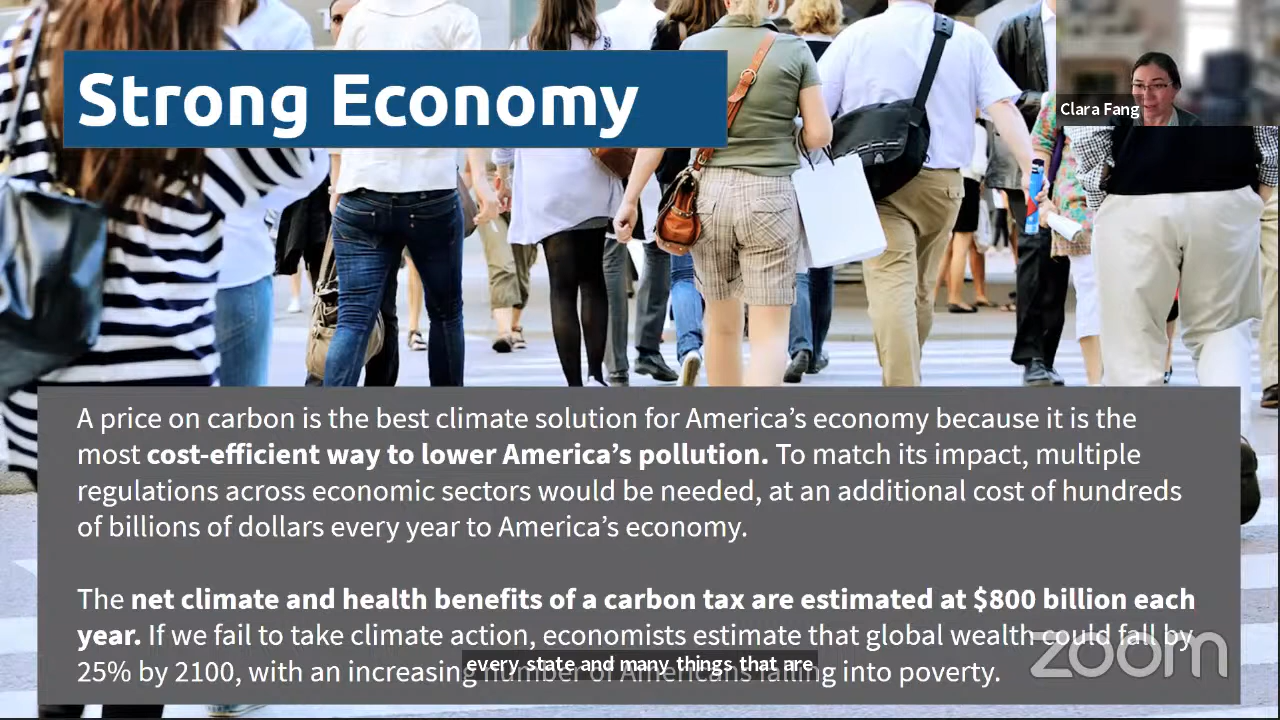 Strong Economy
Clara Fang
A price on carbon is the best climate solution for America's economy because it is the
most cost-efficient way to lower America's pollution. To match its impact, multiple
regulations across economic sectors would be needed, at an additional cost of hundreds
of billions of dollars every year to America's economy.
The net climate and health benefits of a carbon tax are estimated at $800 billion each
year. If we fail to take climate action, economists estimate that global wealth could fall by
25% by 2100, with an increasing number of Americans falling into poverty.
every state and many things that are
zoom